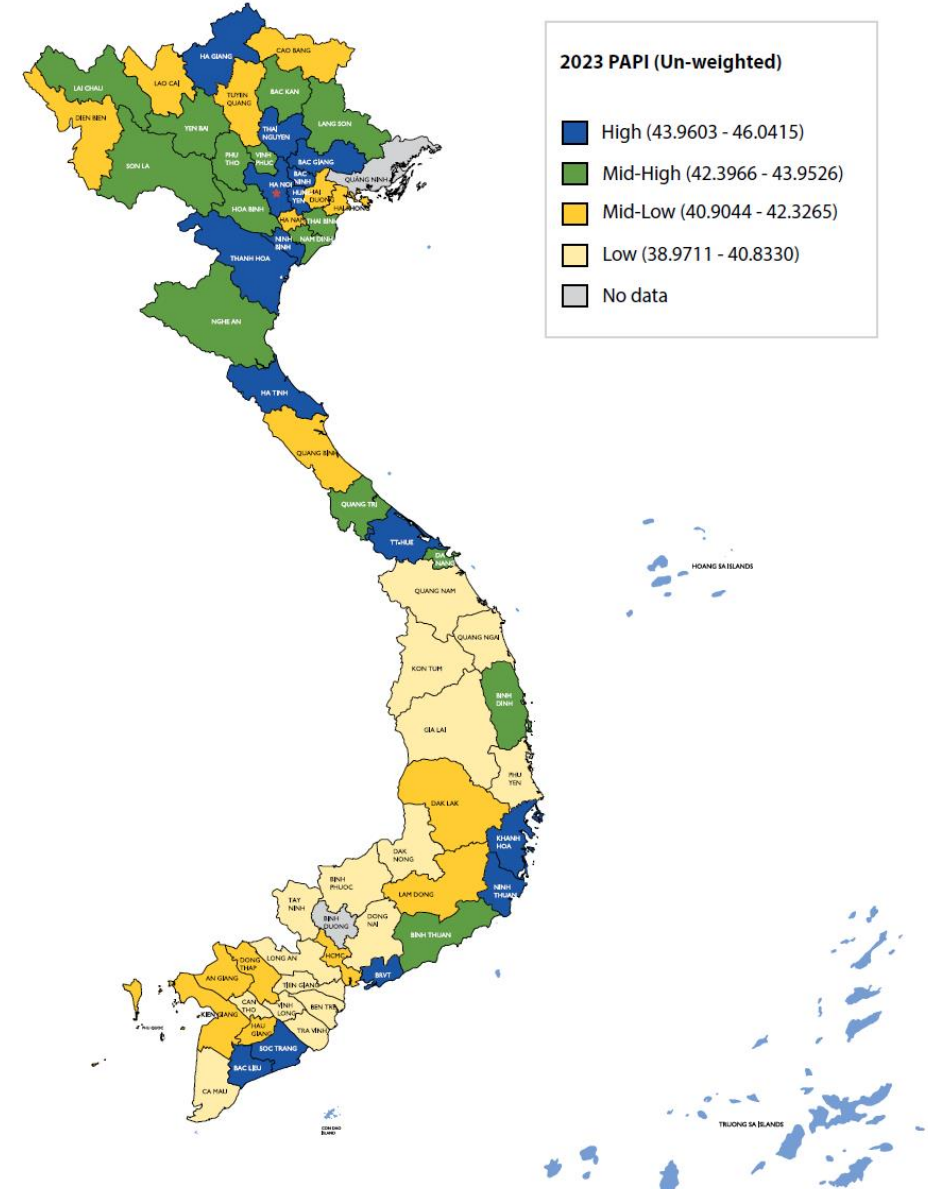 2023 PAPI (Un-weighted)
High (43.9603 - 46.0415)
Mid-High (42.3966 - 43.9526)
Mid-Low (40.9044 - 42.3265)
Low (38.9711 - 40.8330)
No data
HA GIANG
CAO BANG
LAI CHAU
LAO CAI
TUYEN
QUANG
BAC KAN
DIEN BIEN
YEN BAI
THAI
NGUYEN
LANG SON
SON LA
PHU
THO
VINH
PHUC
BAC GIANG
QUANG NINH
BAC
NINH
HA NOI
HUNG
YEN
HAI
DUONG
HAI PHONG
HOA BINH
HA NAM
THAI BINH
NINH
BINH
NAM DINH
THANH HOA
NGHE AN
HA TINH
QUANG BINH
QUANG TRI
TT-HUE
DA
NANG
HOANG SA ISLANDS
QUANG NAM
QUANG NGAI
KON TUM
BINH
DINH
GIA LAI
PHU
YEN
DAK LAK
KHANH
HOA
DAK
NONG
BINH
PHUOC
LAM DONG
NINH
THUAN
TAY
NINH
BINH
DUONG
DONG
NAI
BINH THUAN
HCMC
BRVT
LONG AN
DONG
THAP
AN GIANG
TIEN GIANG
KIEN GIANG
CAN
THO
VINH
LONG
BEN TRE
HAU
GIANG
TRA VINH
PHU QUOC
SOC TRANG
BAC LIEU
CA MAU
CON DAO
ISLAND
TRUONG SA ISLANDS